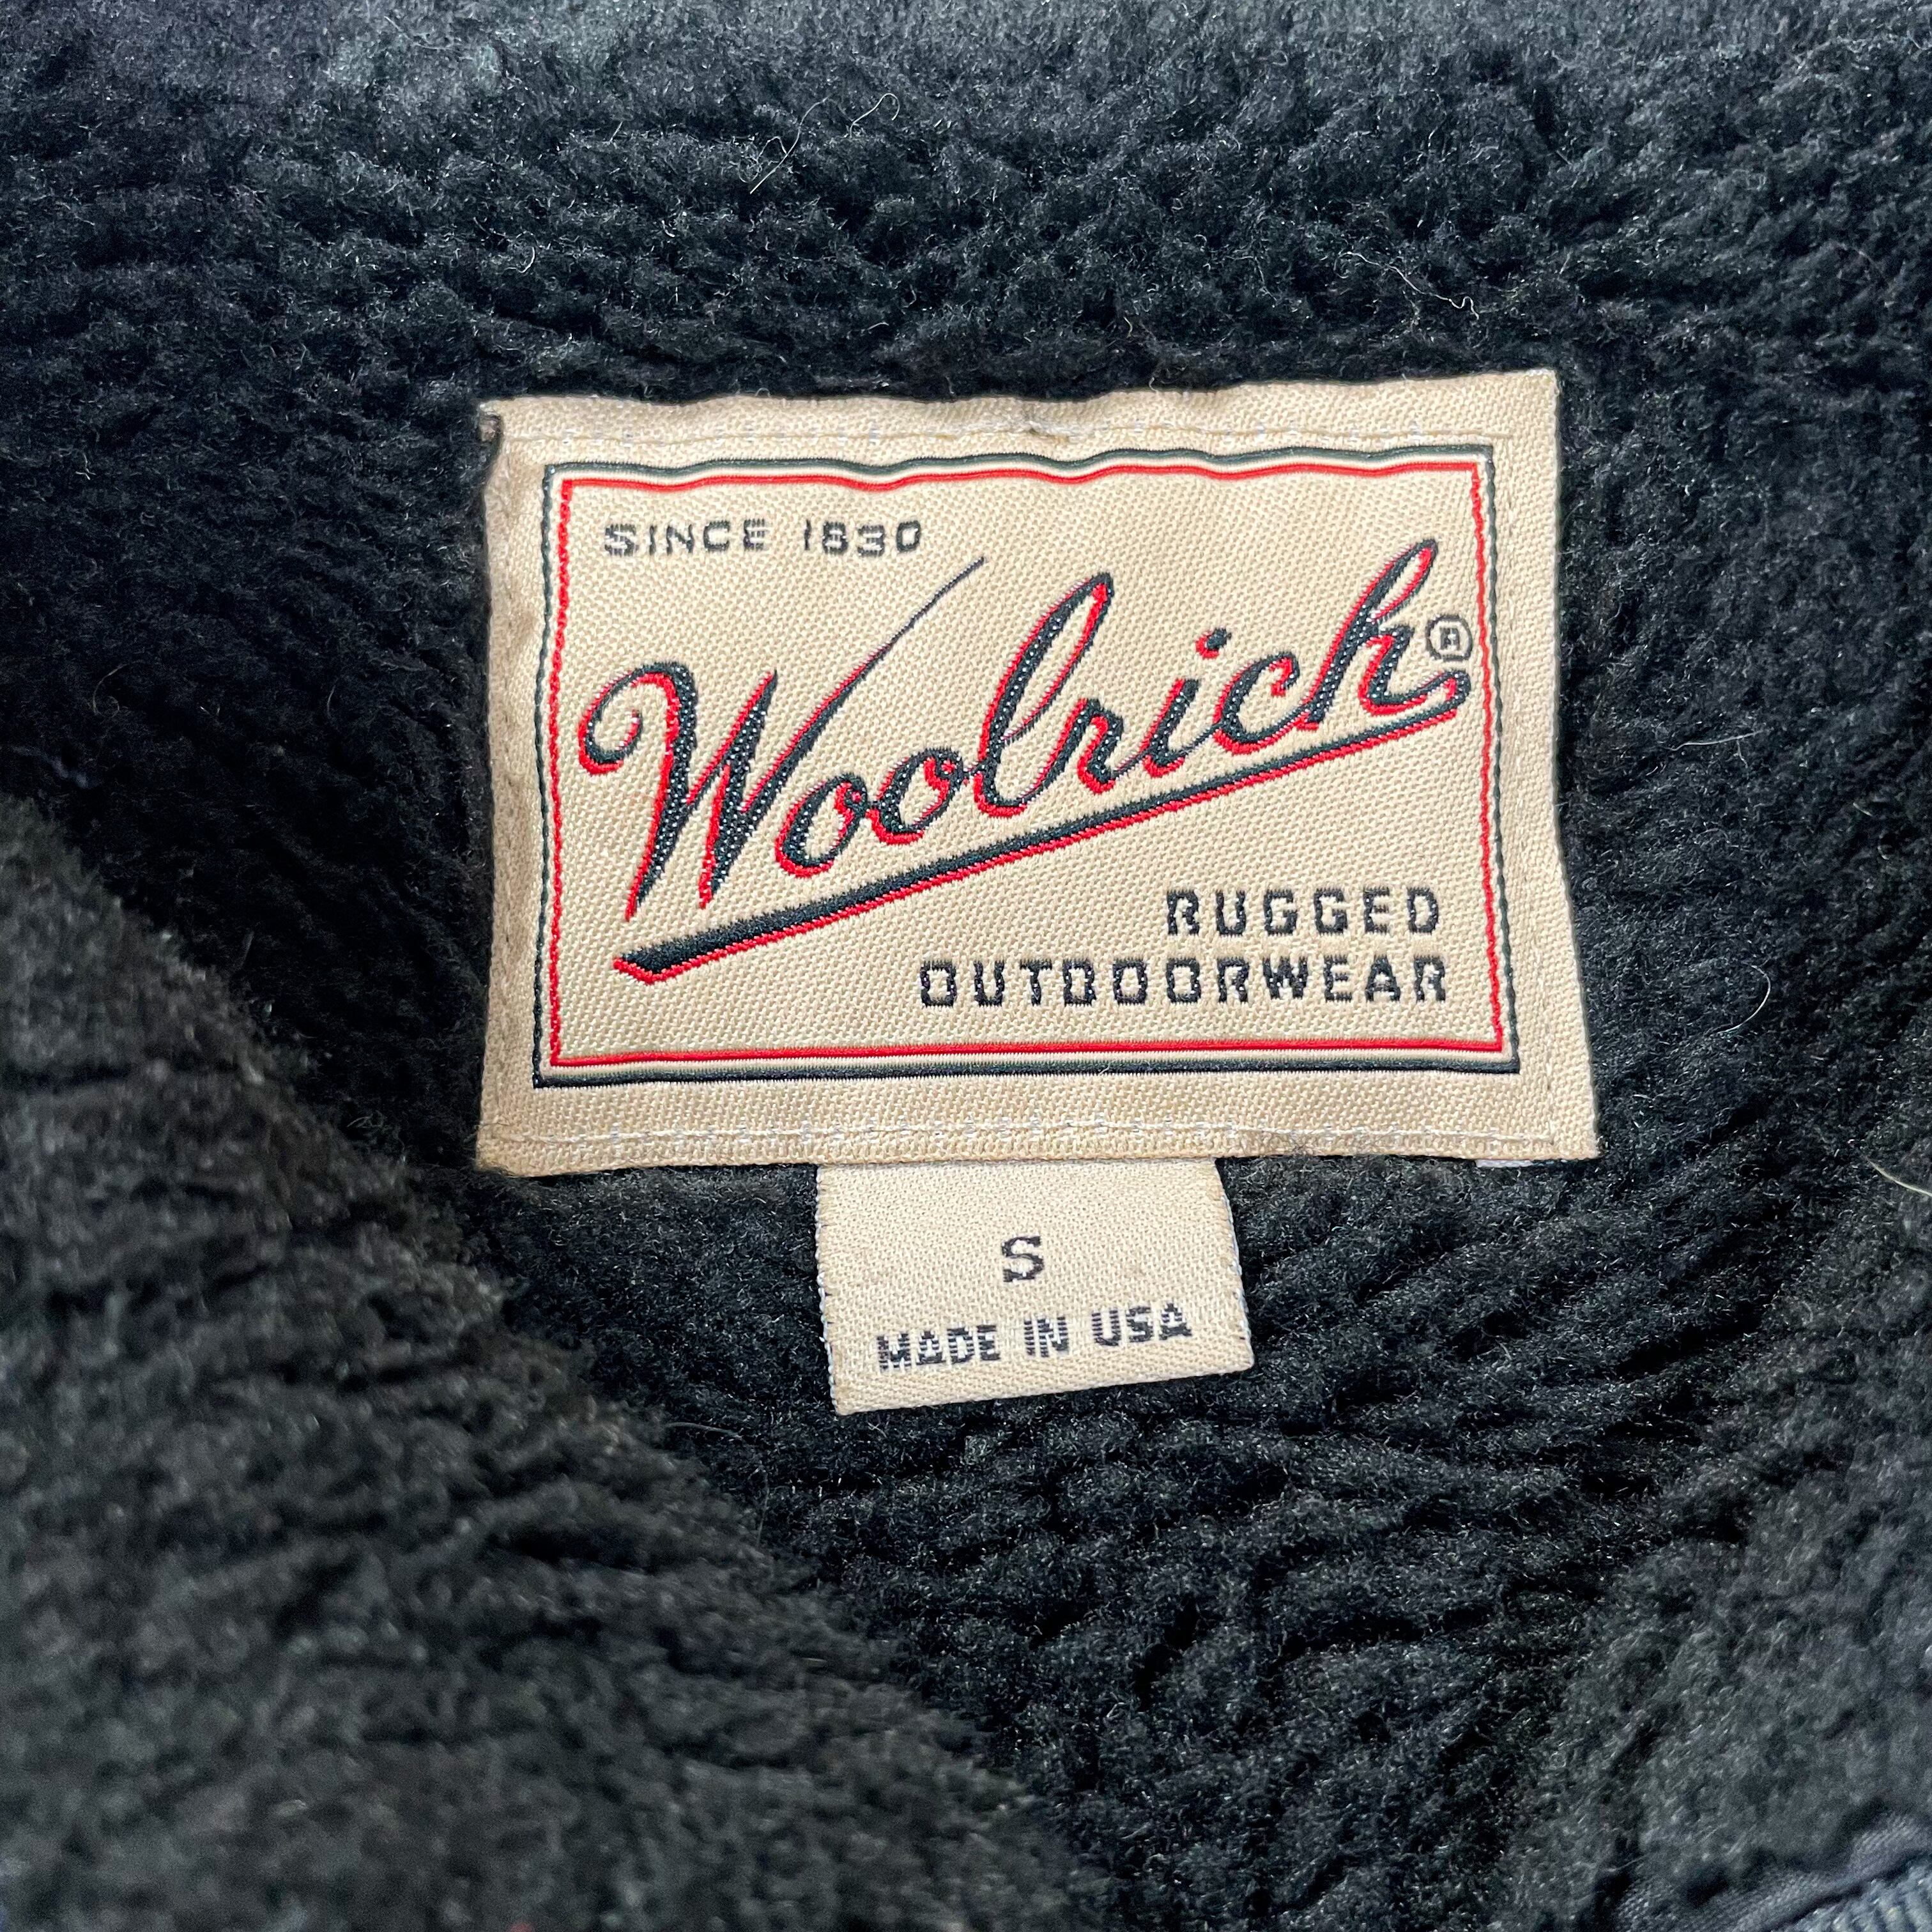 SINCE 1830
Woolrich®
RUGGED
OUTDOORWEAR
S
MADE IN USA